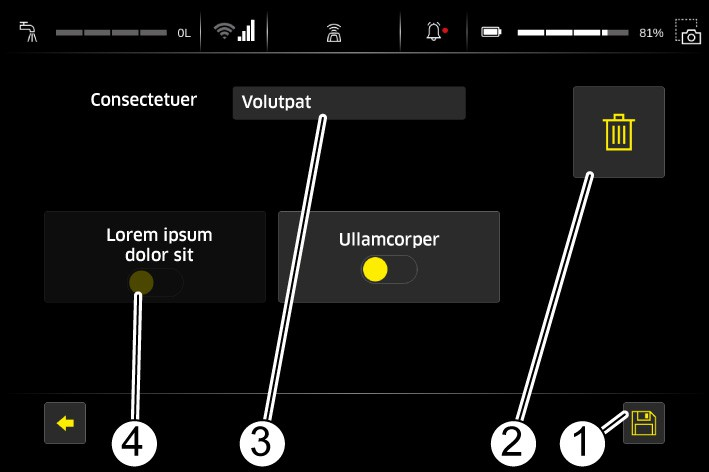 0L
81%
Consectetuer
Volutpat
Lorem ipsum
dolor sit
Ullamcorper
4
3
2
1